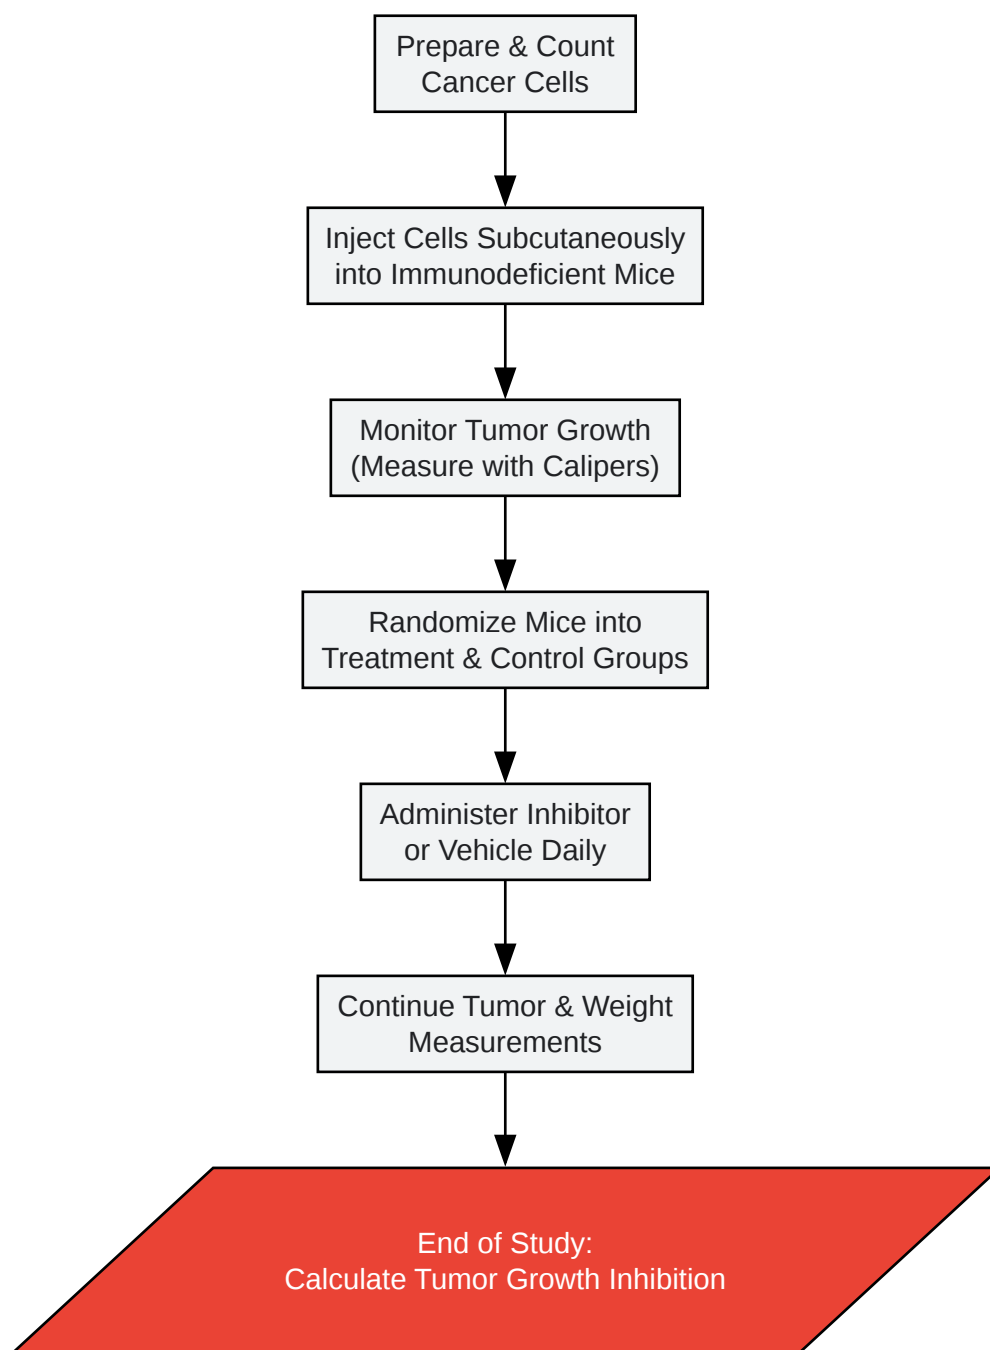 Prepare & Count
Cancer Cells
Inject Cells Subcutaneously
into Immunodeficient Mice
Monitor Tumor Growth
(Measure with Calipers)
Randomize Mice into
Treatment & Control Groups
Administer Inhibitor
or Vehicle Daily
Continue Tumor & Weight
Measurements
End of Study:
Calculate Tumor Growth Inhibition